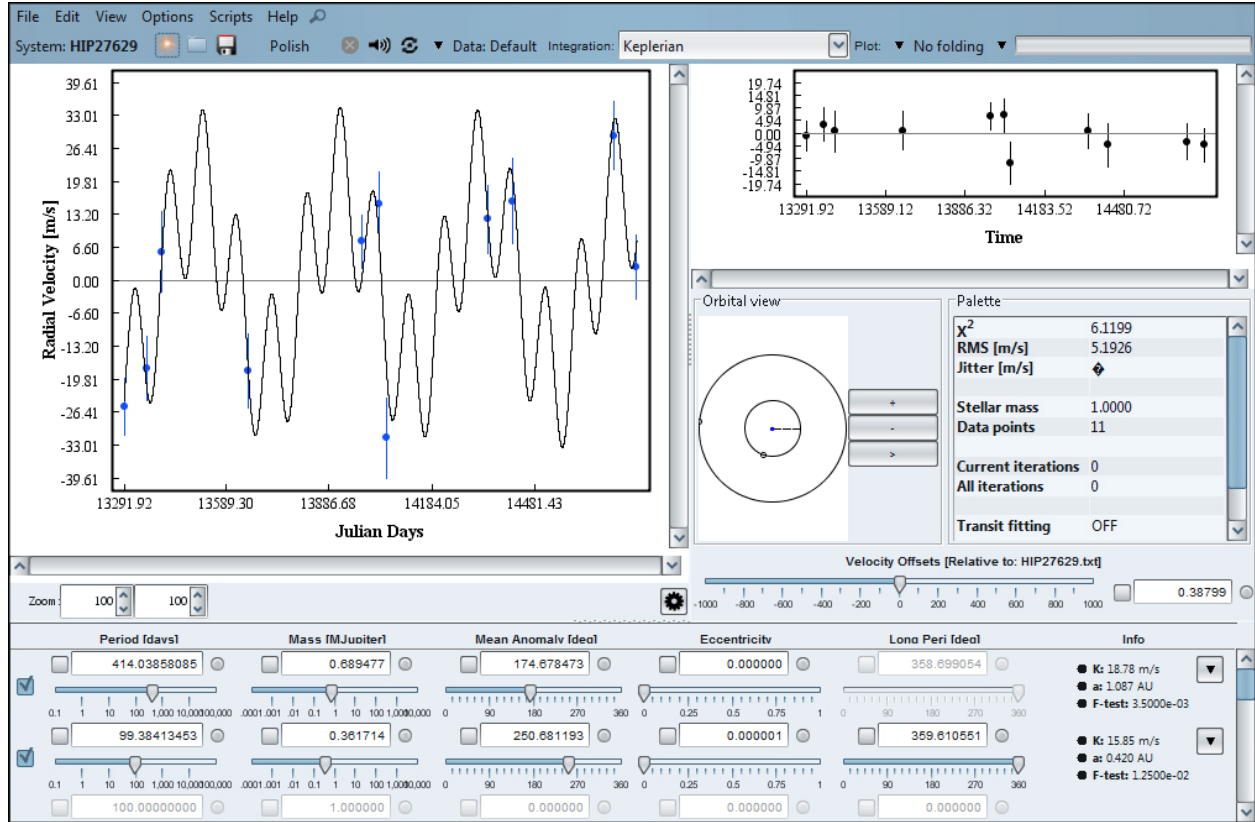 File Edit View Options Scripts Help
System: HIP27629 Polish Data: Default Integration: Keplerian Plot: No folding
39.61
33.01
26.41
19.81
13.20
6.60
0.00
-6.60
-13.20
-19.81
-26.41
-33.01
-39.61
Radial Velocity [m/s]
13291.92 13589.30 13886.68 14184.05 14481.43
Julian Days
19.74
14.81
9.87
4.94
0.00
-4.94
-9.87
-14.81
-19.74
13291.92 13589.12 13886.32 14183.52 14480.72
Time
Orbital view
+
-
>
Palette
X2 6.1199
RMS [m/s] 5.1926
Jitter [m/s] �
Stellar mass 1.0000
Data points 11
Current iterations 0
All iterations 0
Transit fitting OFF
Velocity Offsets [Relative to: HIP27629.txt]
-1000 -800 -600 -400 -200 0 200 400 600 800 1000 0.38799
Zoom: 100 100
Period [days] Mass [MJupiter] Mean Anomaly [deg] Eccentricity Long Peri [deg] Info
414.03858085 0.689477 174.678473 0.000000 358.699054
K: 18.78 m/s
a: 1.087 AU
F-test: 3.5000e-03
0.1 1 10 100 1,000 10,000 100,000 .0001 .001 .01 0.1 1 10 100 1,000 10,000 0 90 180 270 360 0 0.25 0.5 0.75 1 0 90 180 270 360
99.38413453 0.361714 250.681193 0.000001 359.610551
K: 15.85 m/s
a: 0.420 AU
F-test: 1.2500e-02
0.1 1 10 100 1,000 10,000 100,000 .0001 .001 .01 0.1 1 10 100 1,000 10,000 0 90 180 270 360 0 0.25 0.5 0.75 1 0 90 180 270 360
100.00000000 1.000000 0.000000 0.000000 0.000000